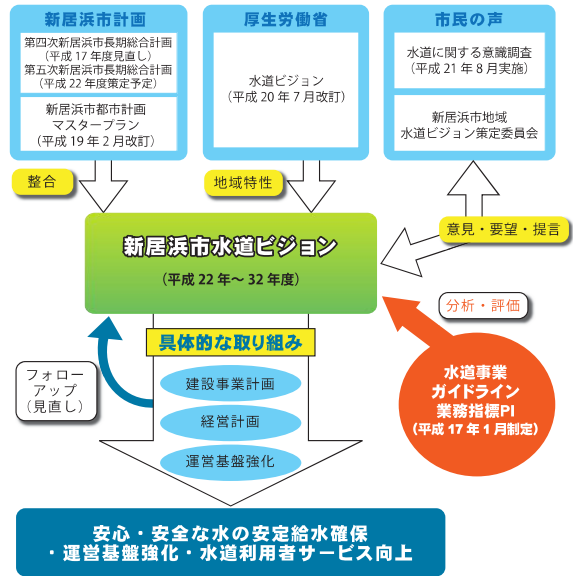 新居浜市計画
第四次新居浜市長期総合計画
（平成17年度見直し）
第五次新居浜市長期総合計画
（平成22年度策定予定）
新居浜市都市計画
マスタープラン
（平成19年2月改訂）
厚生労働省
水道ビジョン
（平成20年7月改訂）
市民の声
水道に関する意識調査
（平成21年8月実施）
新居浜市地域
水道ビジョン策定委員会
整合
地域特性
意見・要望・提言
新居浜市水道ビジョン
（平成22年～32年度）
分析・評価
具体的な取り組み
フォロー
アップ
（見直し）
建設事業計画
経営計画
運営基盤強化
水道事業
ガイドライン
業務指標PI
（平成17年1月制定）
安心・安全な水の安定給水確保
・運営基盤強化・水道利用者サービス向上